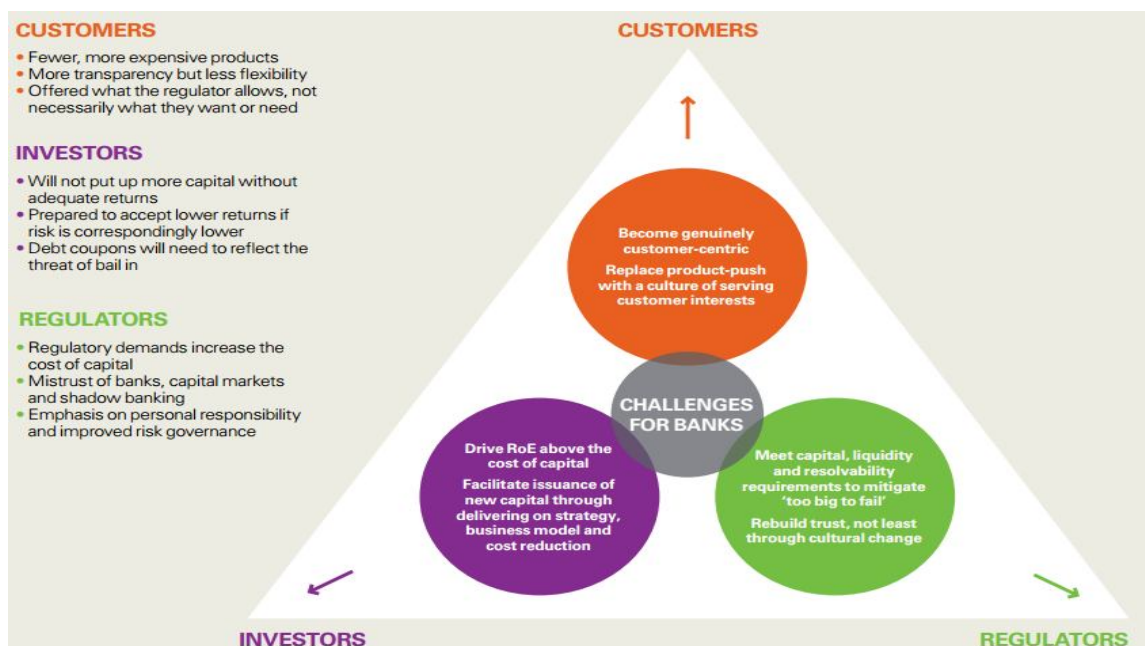 CUSTOMERS
• Fewer, more expensive products
• More transparency but less flexibility
• Offered what the regulator allows, not
necessarily what they want or need
INVESTORS
• Will not put up more capital without
adequate returns
• Prepared to accept lower returns if
risk is correspondingly lower
• Debt coupons will need to reflect the
threat of bail in
REGULATORS
• Regulatory demands increase the
cost of capital
• Mistrust of banks, capital markets
and shadow banking
• Emphasis on personal responsibility
and improved risk governance
CUSTOMERS
Become genuinely
customer-centric
Replace product-push
with a culture of serving
customer interests
CHALLENGES
FOR BANKS
Drive RoE above the
cost of capital
Facilitate issuance of
new capital through
delivering on strategy,
business model and
cost reduction
Meet capital, liquidity
and resolvability
requirements to mitigate
‘too big to fail’
Rebuild trust, not least
through cultural change
INVESTORS
REGULATORS